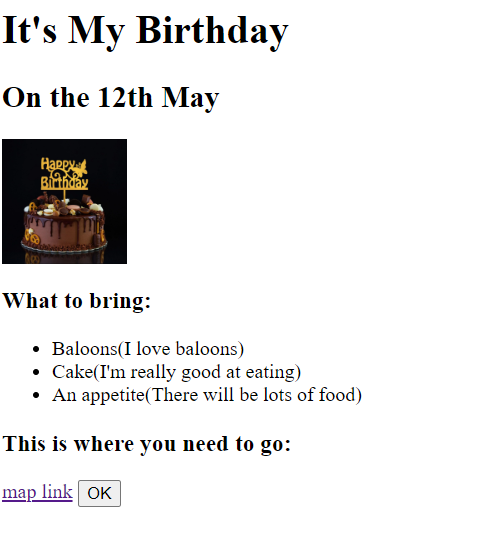 It's My Birthday
On the 12th May
Happy
Birthday
What to bring:
Baloons(I love baloons)
Cake(I'm really good at eating)
An appetite(There will be lots of food)
This is where you need to go:
map link OK